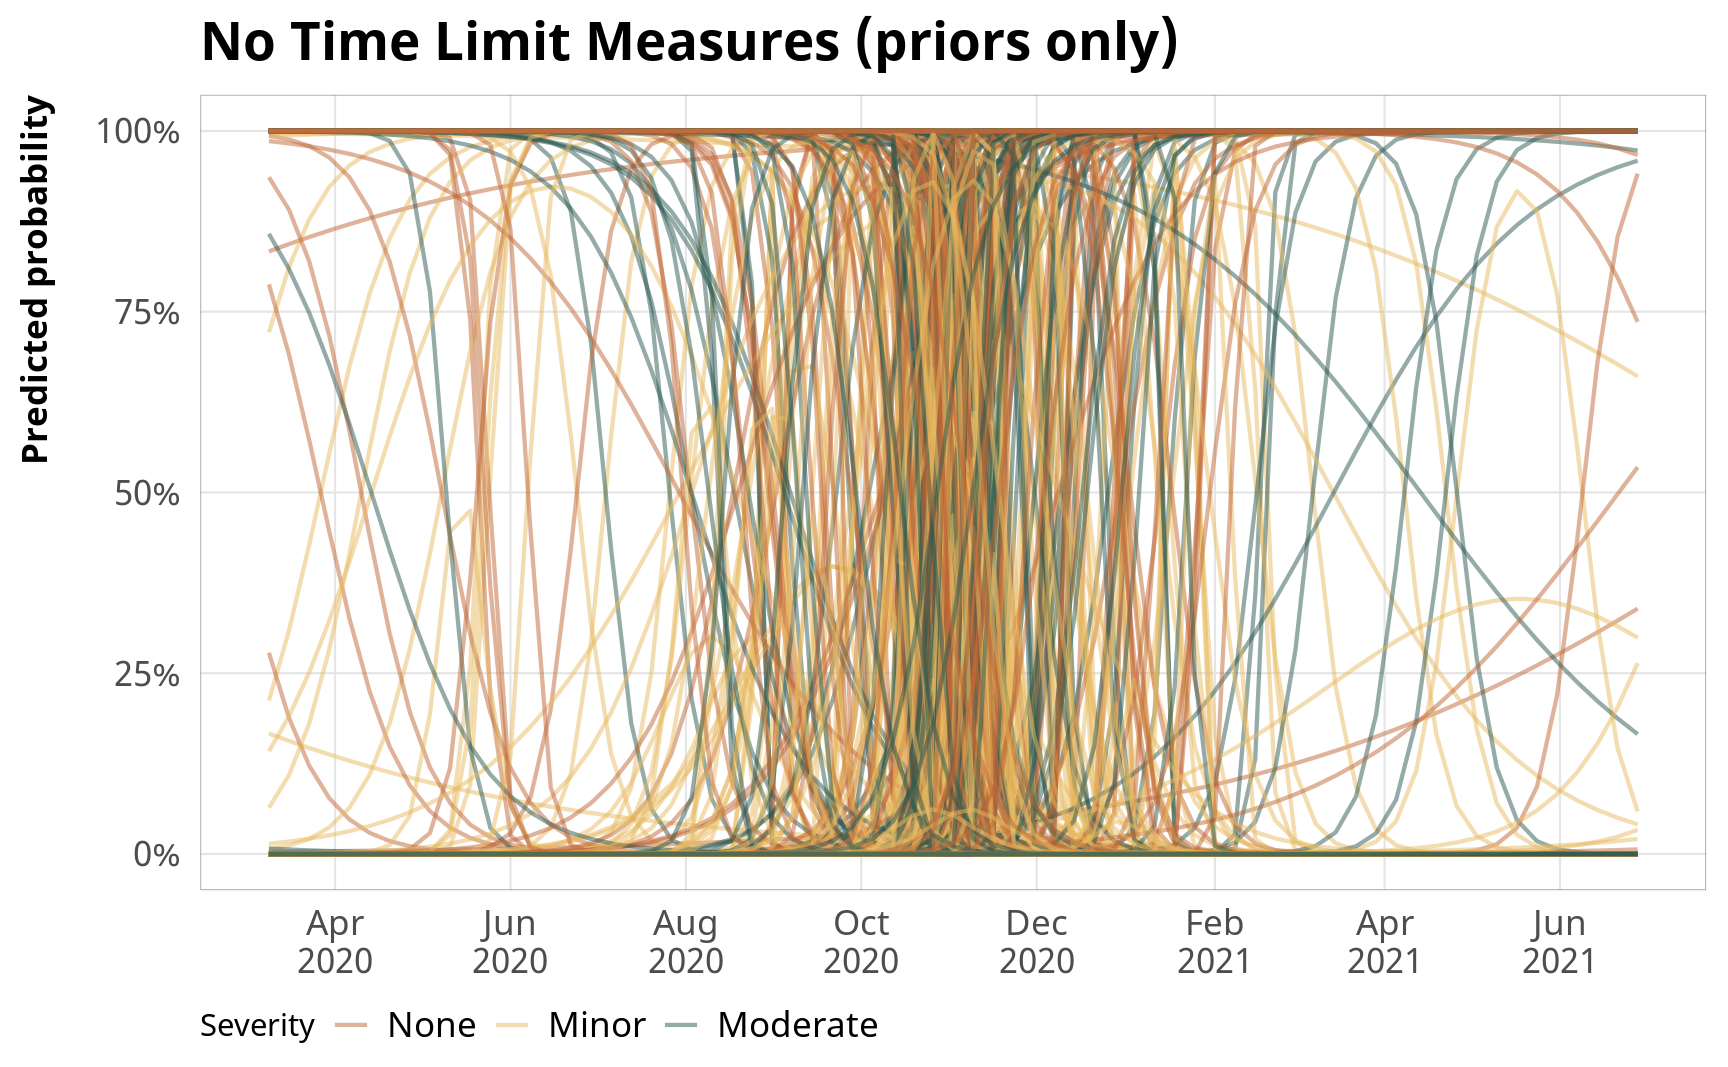 No Time Limit Measures (priors only)
Predicted probability
100%
75%
50%
25%
0%
Apr
2020
Jun
2020
Aug
2020
Oct
2020
Dec
2020
Feb
2021
Apr
2021
Jun
2021
Severity None Minor Moderate